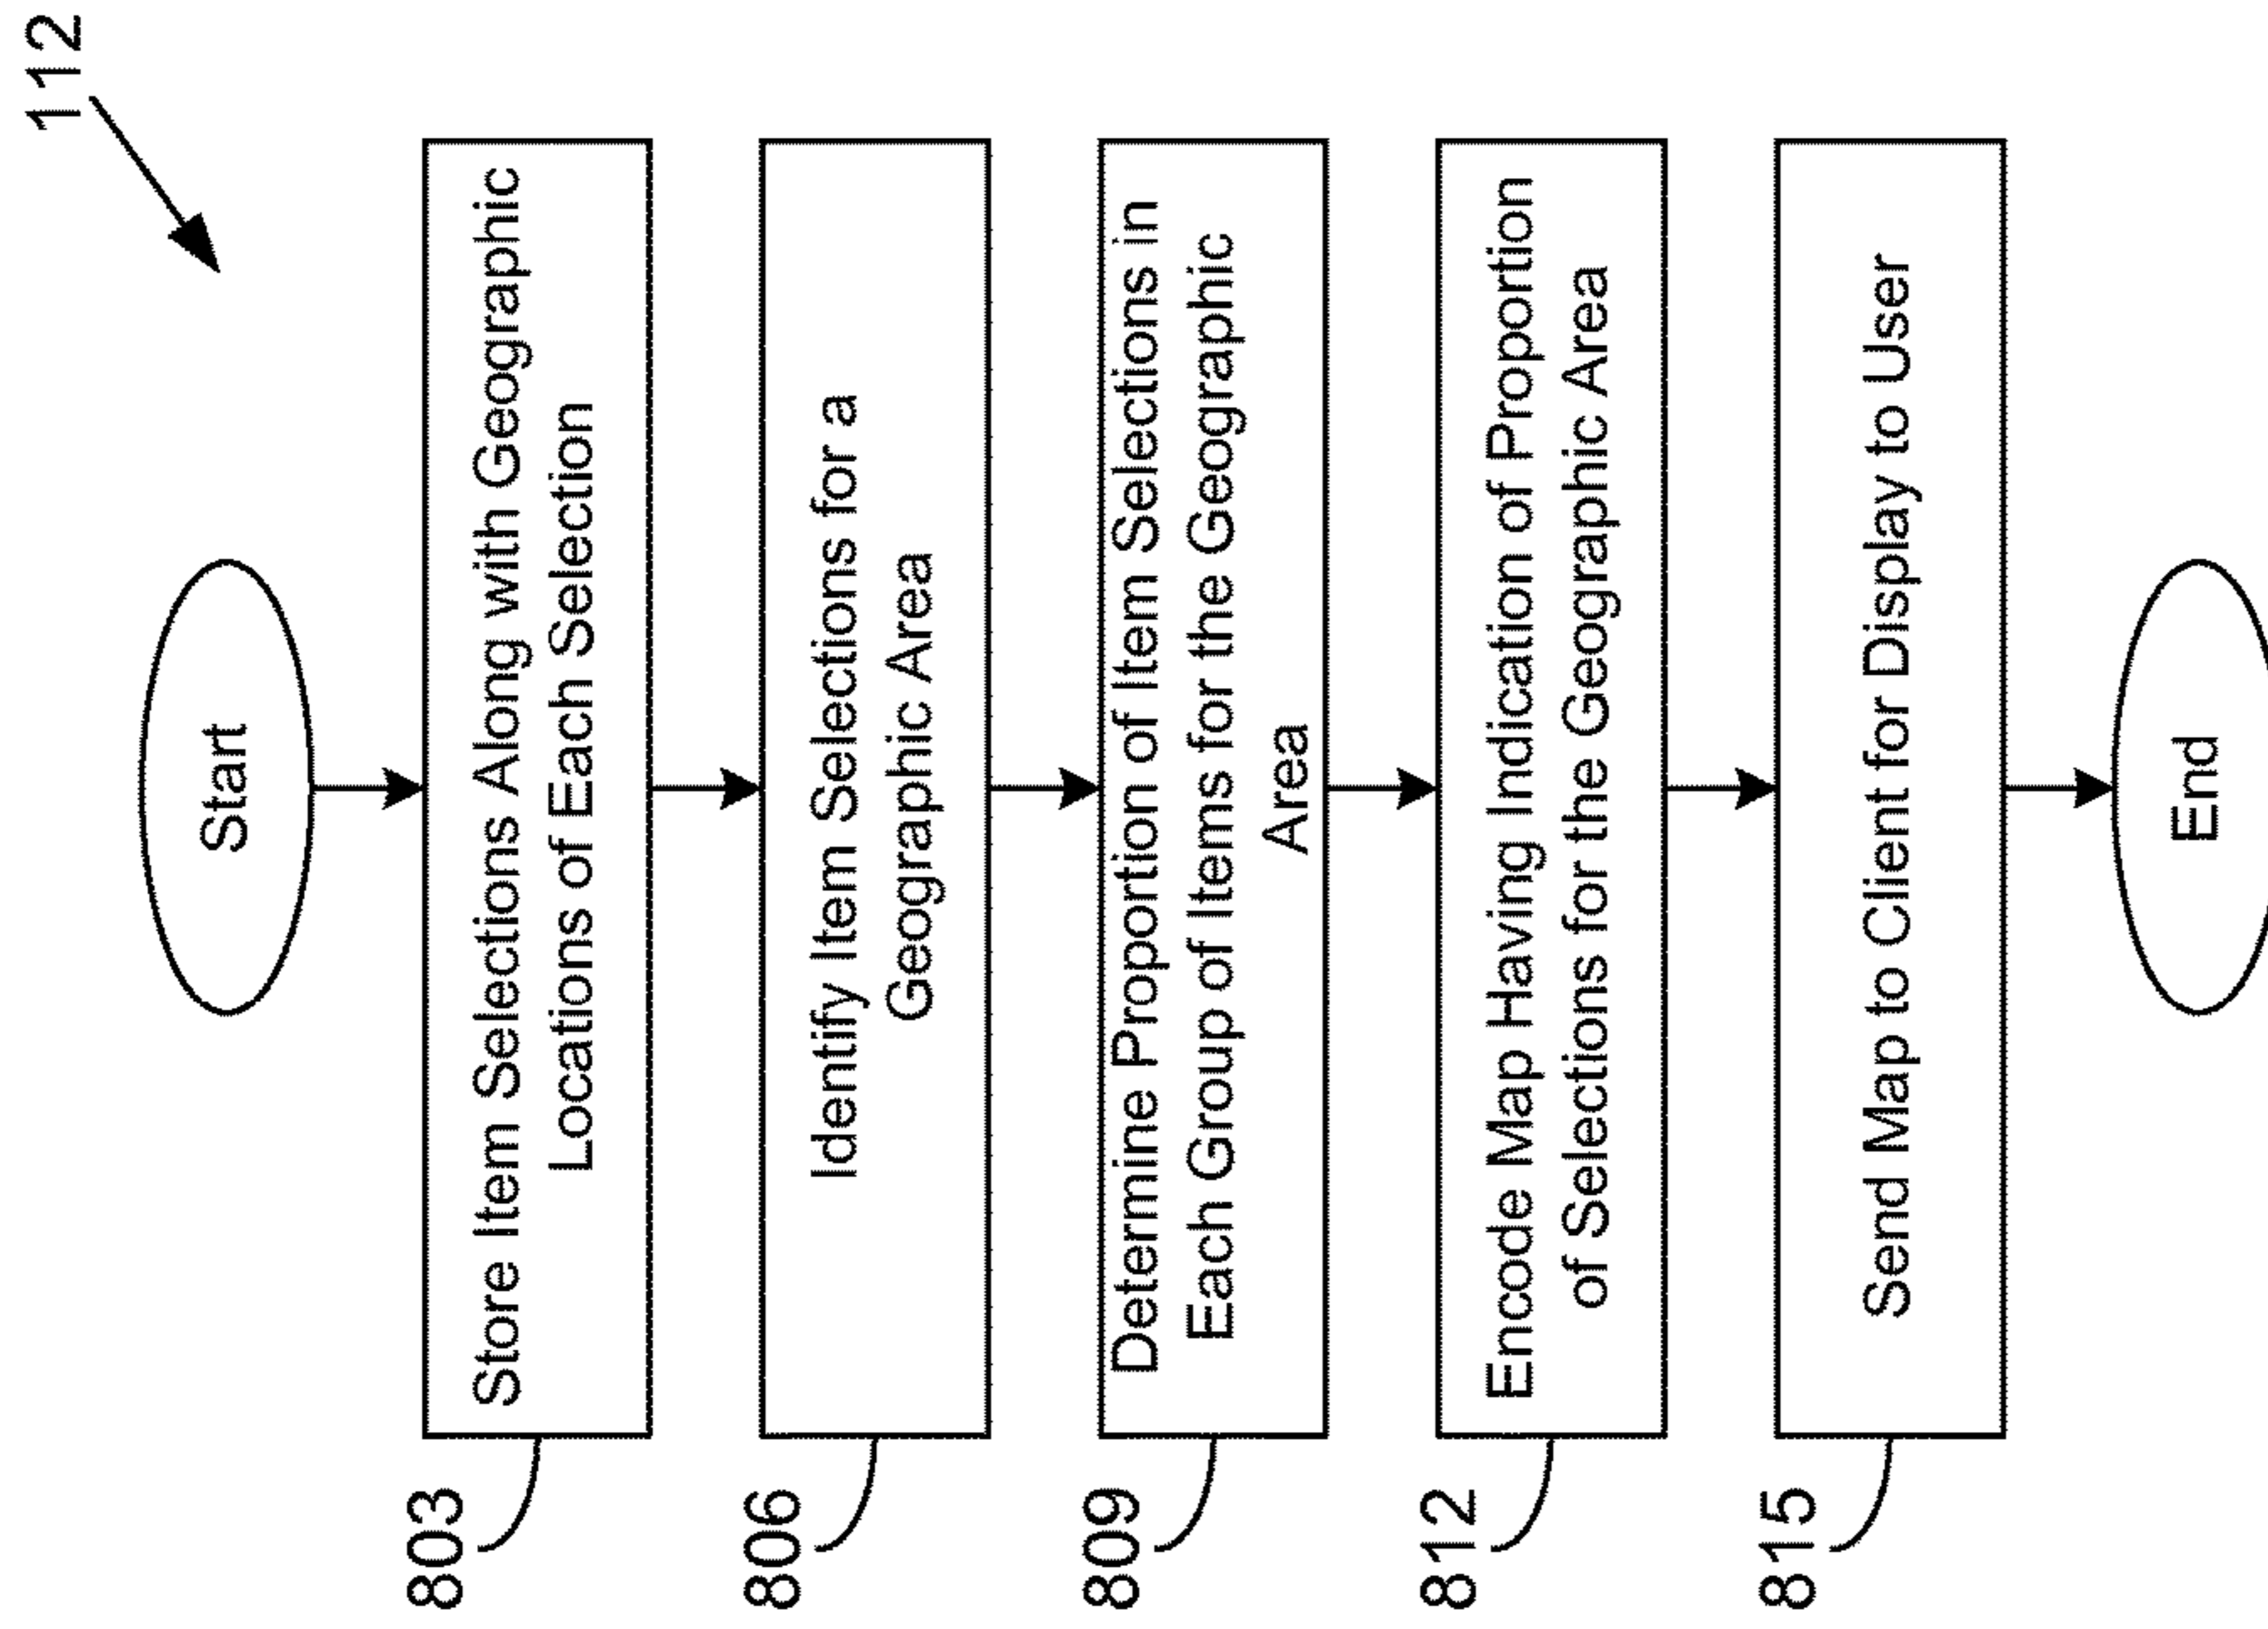 112
Start
803
Store Item Selections Along with Geographic
Locations of Each Selection
806
Identify Item Selections for a
Geographic Area
809
Determine Proportion of Item Selections in
Each Group of Items for the Geographic
Area
812
Encode Map Having Indication of Proportion
of Selections for the Geographic Area
815
Send Map to Client for Display to User
End